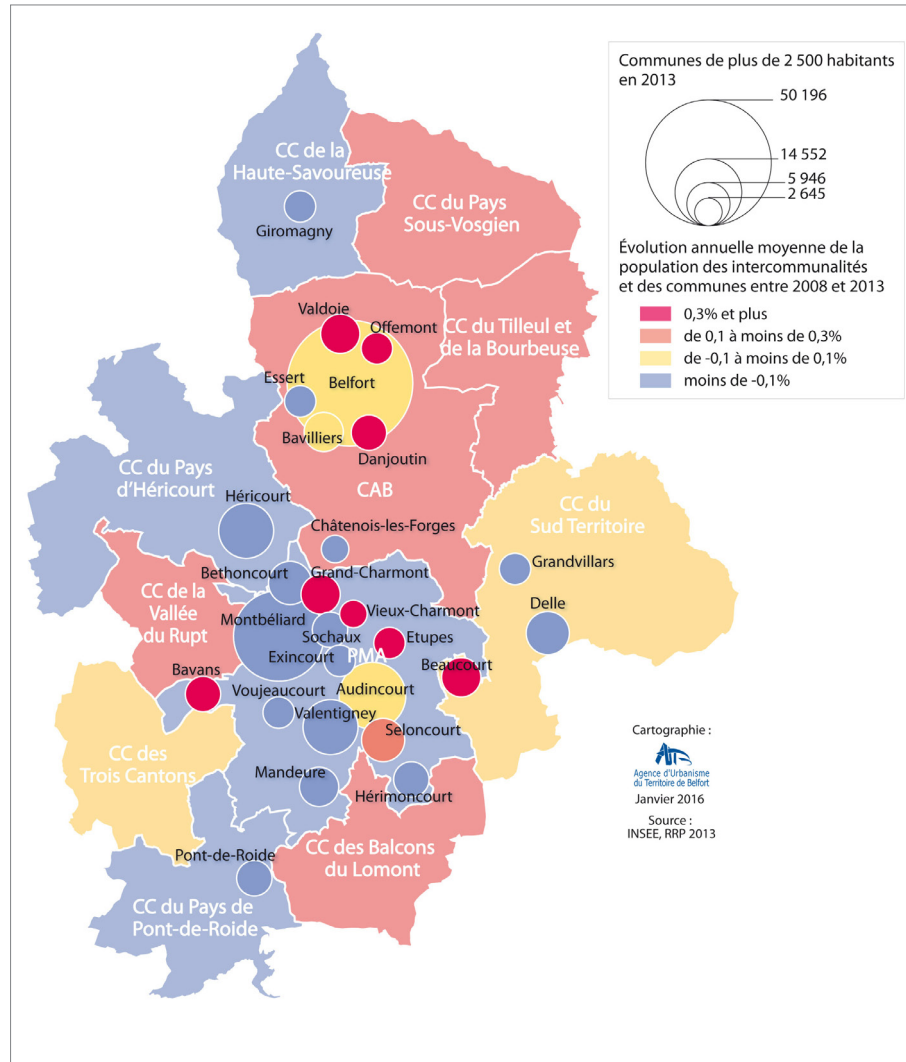 Communes de plus de 2 500 habitants
en 2013
50 196
14 552
5 946
2 645
Évolution annuelle moyenne de la
population des intercommunalités
et des communes entre 2008 et 2013
0,3% et plus
de 0,1 à moins de 0,3%
de -0,1 à moins de 0,1%
moins de -0,1%
CC de la
Haute-Savoureuse
Giromagny
CC du Pays
Sous-Vosgien
Valdoie
Offemont
CC du Tilleul et
de la Bourbeuse
Essert
Belfort
Bavilliers
Danjoutin
CAB
CC du Pays
d'Héricourt
Héricourt
Châtenois-les-Forges
CC du
Sud Territoire
Grandvillars
Delle
Bethoncourt
Grand-Charmont
CC de la
Vallée
du Rupt
Montbéliard
Vieux-Charmont
Sochaux
Etupes
Exincourt
PMA
Beaucourt
Bavans
Voujeaucourt
Audincourt
Valentigney
Seloncourt
CC des
Trois Cantons
Mandeure
Hérimoncourt
Pont-de-Roide
CC des Balcons
du Lomont
CC du Pays de
Pont-de-Roide
Cartographie :
Agence d'Urbanisme
du Territoire de Belfort
Janvier 2016
Source :
INSEE, RRP 2013